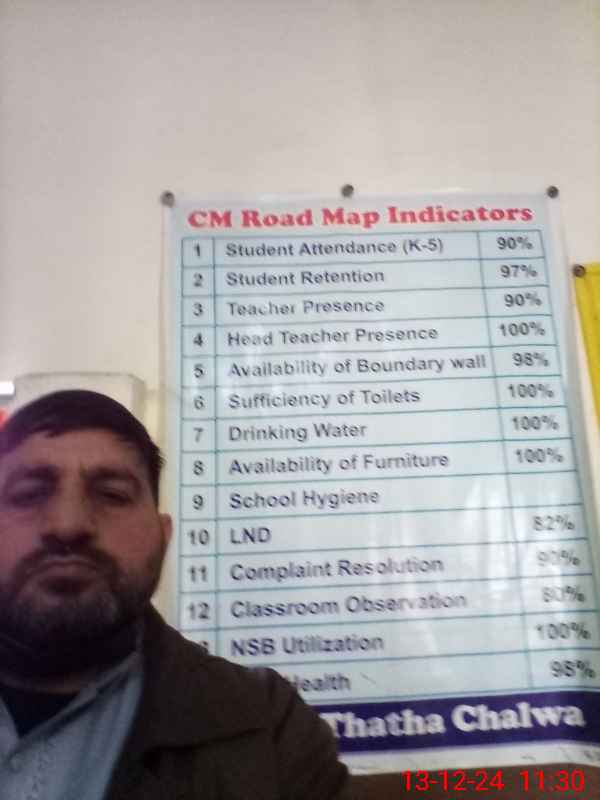 CM Road Map Indicators
1 Student Attendance (K-5) 90%
2 Student Retention 97%
3 Teacher Presence 90%
4 Head Teacher Presence 100%
5 Availability of Boundary wall 98%
6 Sufficiency of Toilets 100%
7 Drinking Water 100%
8 Availability of Furniture 100%
9 School Hygiene
10 LND 82%
11 Complaint Resolution 90%
12 Classroom Observation 80%
NSB Utilization 100%
Health 98%
Thatha Chalwa
13-12-24 11:30